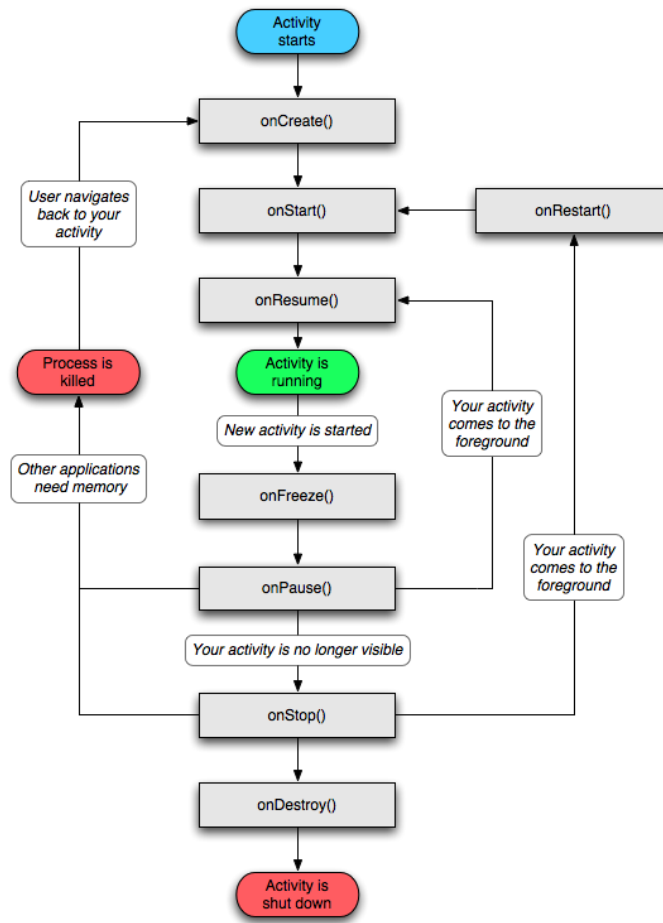 Activity
starts
onCreate()
User navigates
back to your
activity
onStart()
onRestart()
onResume()
Process is
killed
Activity is
running
Your activity
comes to the
foreground
New activity is started
Other applications
need memory
onFreeze()
Your activity
comes to the
foreground
onPause()
Your activity is no longer visible
onStop()
onDestroy()
Activity is
shut down